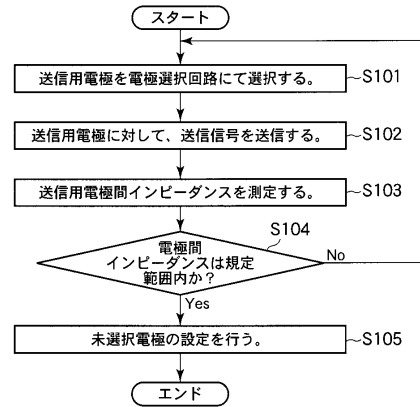 スタート
送信用電極を電極選択回路にて選択する。
S101
送信用電極に対して、送信信号を送信する。
S102
送信用電極間インピーダンスを測定する。
S103
S104
電極間
インピーダンスは規定
範囲内か？
No
Yes
未選択電極の設定を行う。
S105
エンド